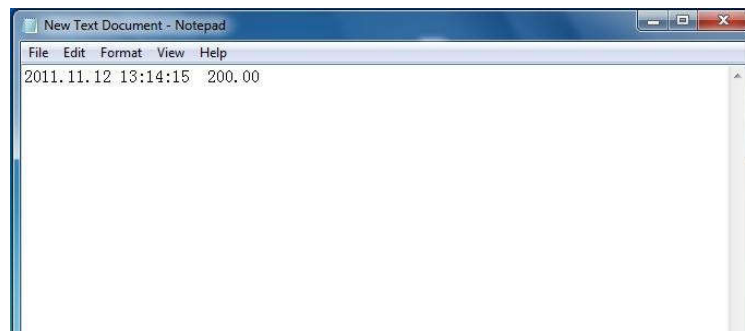 New Text Document - Notepad
File Edit Format View Help
2011.11.12 13:14:15  200.00